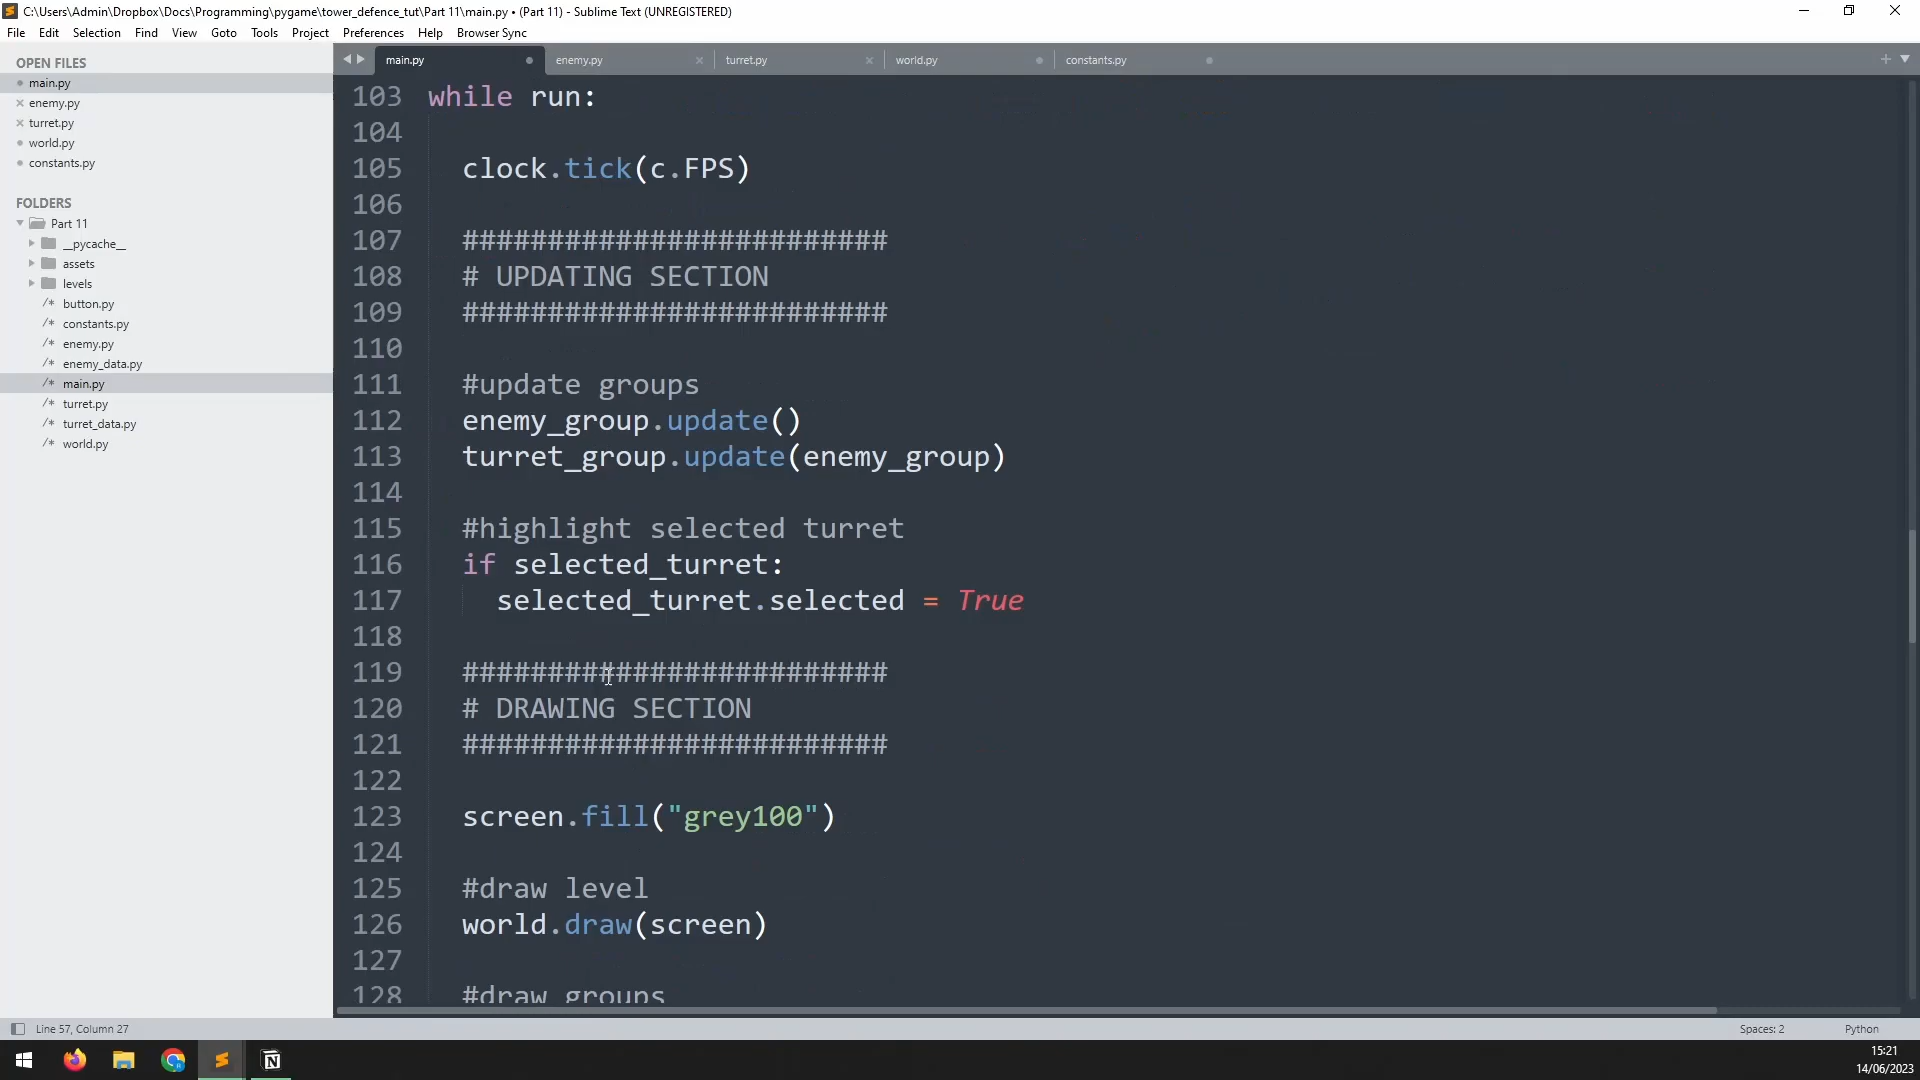 C:\Users\Admin\Dropbox\Docs\Programming\pygame\tower_defence_tut\Part 11\main.py • (Part 11) - Sublime Text (UNREGISTERED)
File Edit Selection Find View Goto Tools Project Preferences Help Browser Sync
OPEN FILES
main.py
enemy.py
turret.py
world.py
constants.py
FOLDERS
Part 11
__pycache__
assets
levels
button.py
constants.py
enemy.py
enemy_data.py
main.py
turret.py
turret_data.py
world.py
main.py enemy.py turret.py world.py constants.py
103 while run:
104
105 clock.tick(c.FPS)
106
107 #########################
108 # UPDATING SECTION
109 #########################
110
111 #update groups
112 enemy_group.update()
113 turret_group.update(enemy_group)
114
115 #highlight selected turret
116 if selected_turret:
117 selected_turret.selected = True
118
119 #########################
120 # DRAWING SECTION
121 #########################
122
123 screen.fill("grey100")
124
125 #draw level
126 world.draw(screen)
127
128 #draw groups
Line 57, Column 27
Spaces: 2
Python
15:21
14/06/2023